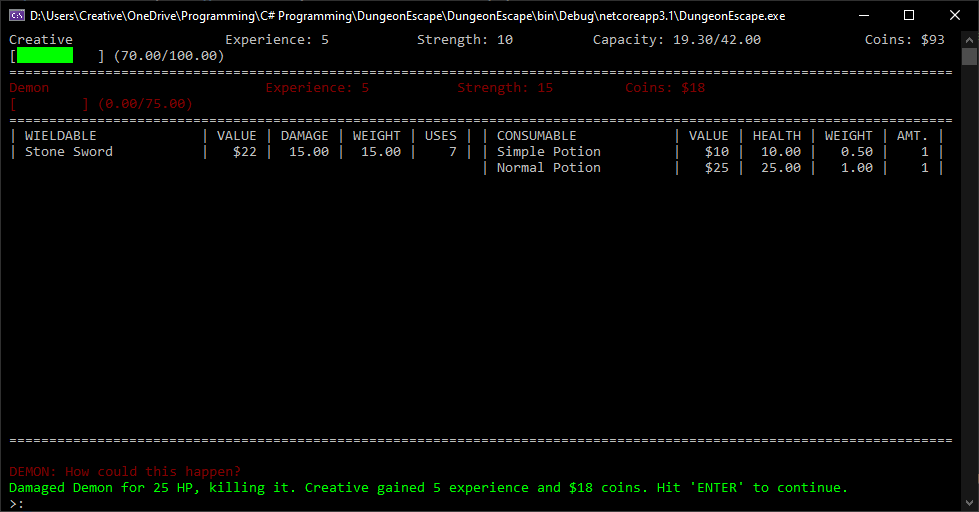 D:\Users\Creative\OneDrive\Programming\C# Programming\DungeonEscape\DungeonEscape\bin\Debug\netcoreapp3.1\DungeonEscape.exe
Creative Experience: 5 Strength: 10 Capacity: 19.30/42.00 Coins: $93
[ ] (70.00/100.00)
======================================================================================================================
Demon Experience: 5 Strength: 15 Coins: $18
[ ] (0.00/75.00)
======================================================================================================================
| WIELDABLE | VALUE | DAMAGE | WEIGHT | USES | | CONSUMABLE | VALUE | HEALTH | WEIGHT | AMT. |
| Stone Sword | $22 | 15.00 | 15.00 | 7 | | Simple Potion | $10 | 10.00 | 0.50 | 1 |
| Normal Potion | $25 | 25.00 | 1.00 | 1 |
======================================================================================================================
DEMON: How could this happen?
Damaged Demon for 25 HP, killing it. Creative gained 5 experience and $18 coins. Hit 'ENTER' to continue.
>: